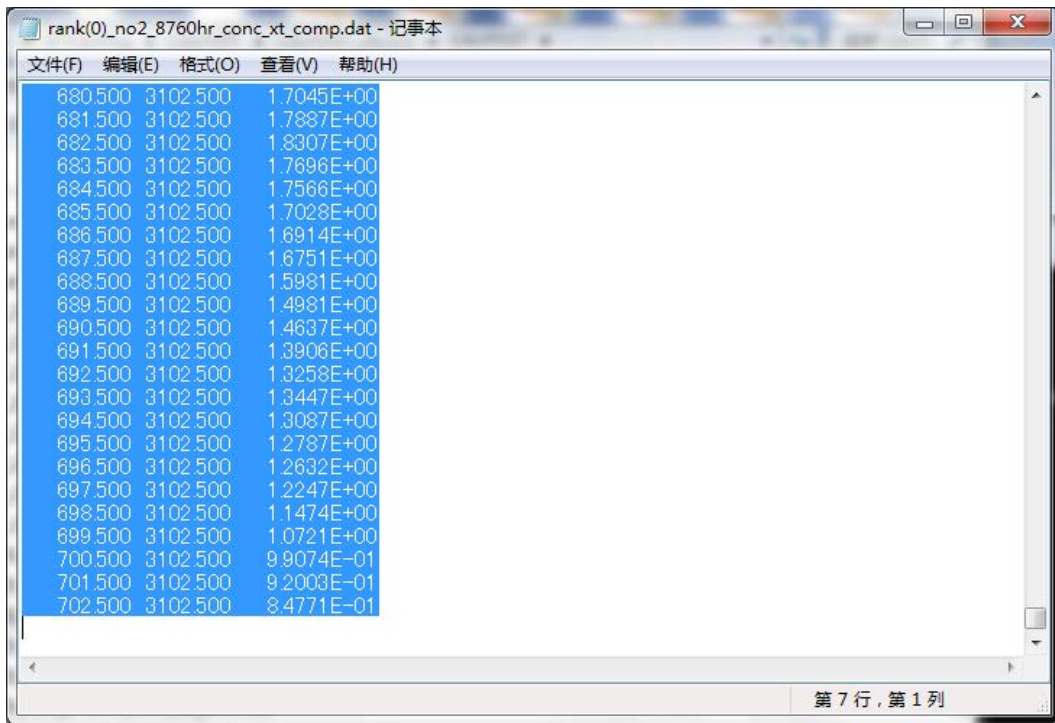 rank(0)_no2_8760hr_conc_xt_comp.dat - 记事本
文件(F) 编辑(E) 格式(O) 查看(V) 帮助(H)
680.500 3102.500 1.7045E+00
681.500 3102.500 1.7887E+00
682.500 3102.500 1.8307E+00
683.500 3102.500 1.7696E+00
684.500 3102.500 1.7566E+00
685.500 3102.500 1.7028E+00
686.500 3102.500 1.6914E+00
687.500 3102.500 1.6751E+00
688.500 3102.500 1.5981E+00
689.500 3102.500 1.4981E+00
690.500 3102.500 1.4637E+00
691.500 3102.500 1.3906E+00
692.500 3102.500 1.3258E+00
693.500 3102.500 1.3447E+00
694.500 3102.500 1.3087E+00
695.500 3102.500 1.2787E+00
696.500 3102.500 1.2632E+00
697.500 3102.500 1.2247E+00
698.500 3102.500 1.1474E+00
699.500 3102.500 1.0721E+00
700.500 3102.500 9.9074E-01
701.500 3102.500 9.2003E-01
702.500 3102.500 8.4771E-01
第 7 行，第 1 列